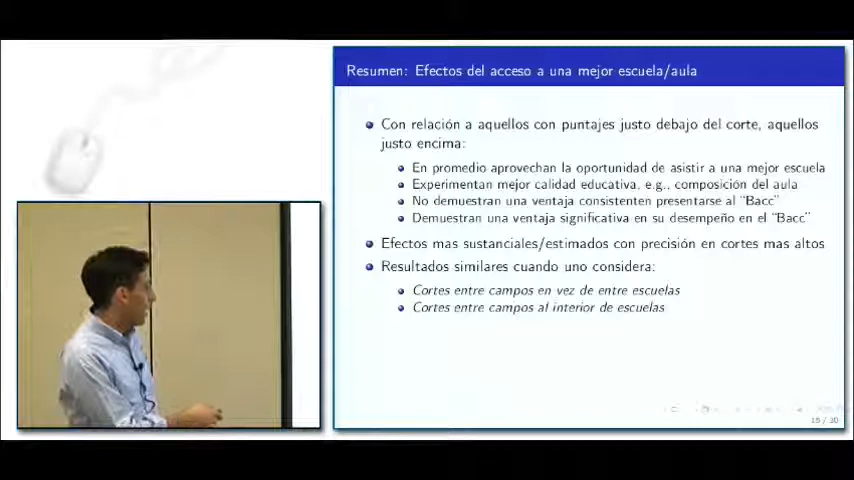 Resumen: Efectos del acceso a una mejor escuela/aula
Con relación a aquellos con puntajes justo debajo del corte, aquellos
justo encima:
En promedio aprovechan la oportunidad de asistir a una mejor escuela
Experimentan mejor calidad educativa, e.g., composición del aula
No demuestran una ventaja consistenten presentarse al "Bacc"
Demuestran una ventaja significativa en su desempeño en el "Bacc"
Efectos mas sustanciales/estimados con precisión en cortes mas altos
Resultados similares cuando uno considera:
Cortes entre campos en vez de entre escuelas
Cortes entre campos al interior de escuelas